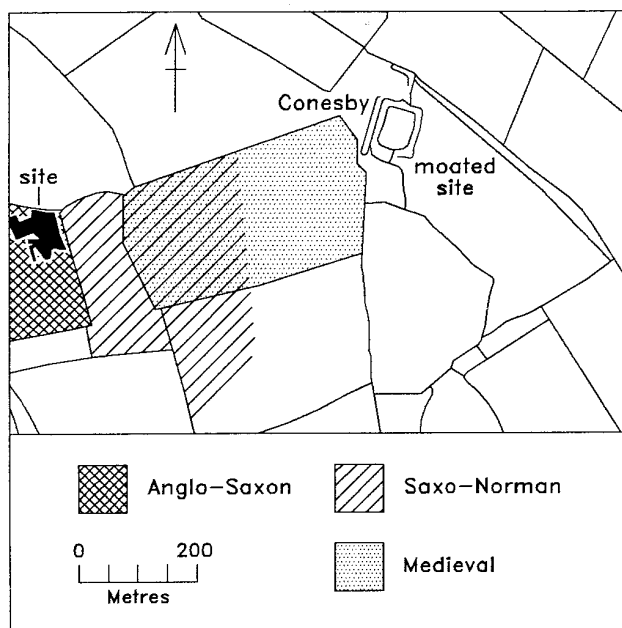 Conesby
moated
site
site
Anglo-Saxon
Saxo-Norman
0 200
Metres
Medieval